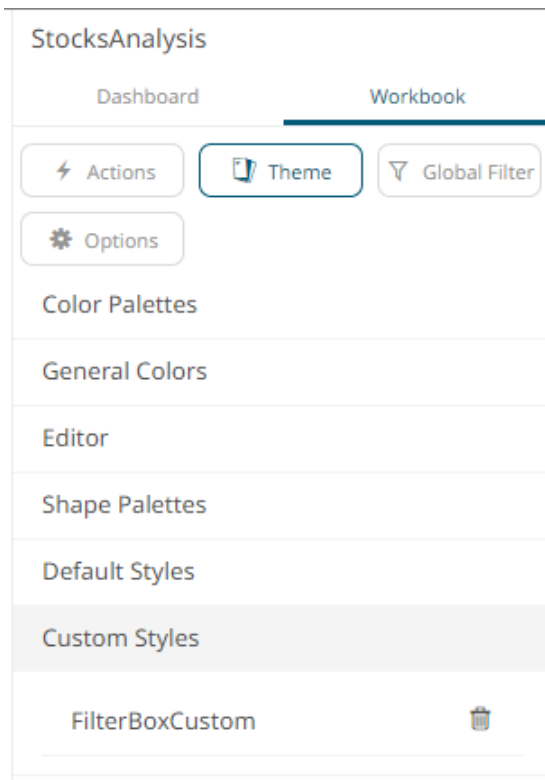 StocksAnalysis
Dashboard Workbook
Actions Theme Global Filter
Options
Color Palettes
General Colors
Editor
Shape Palettes
Default Styles
Custom Styles
FilterBoxCustom